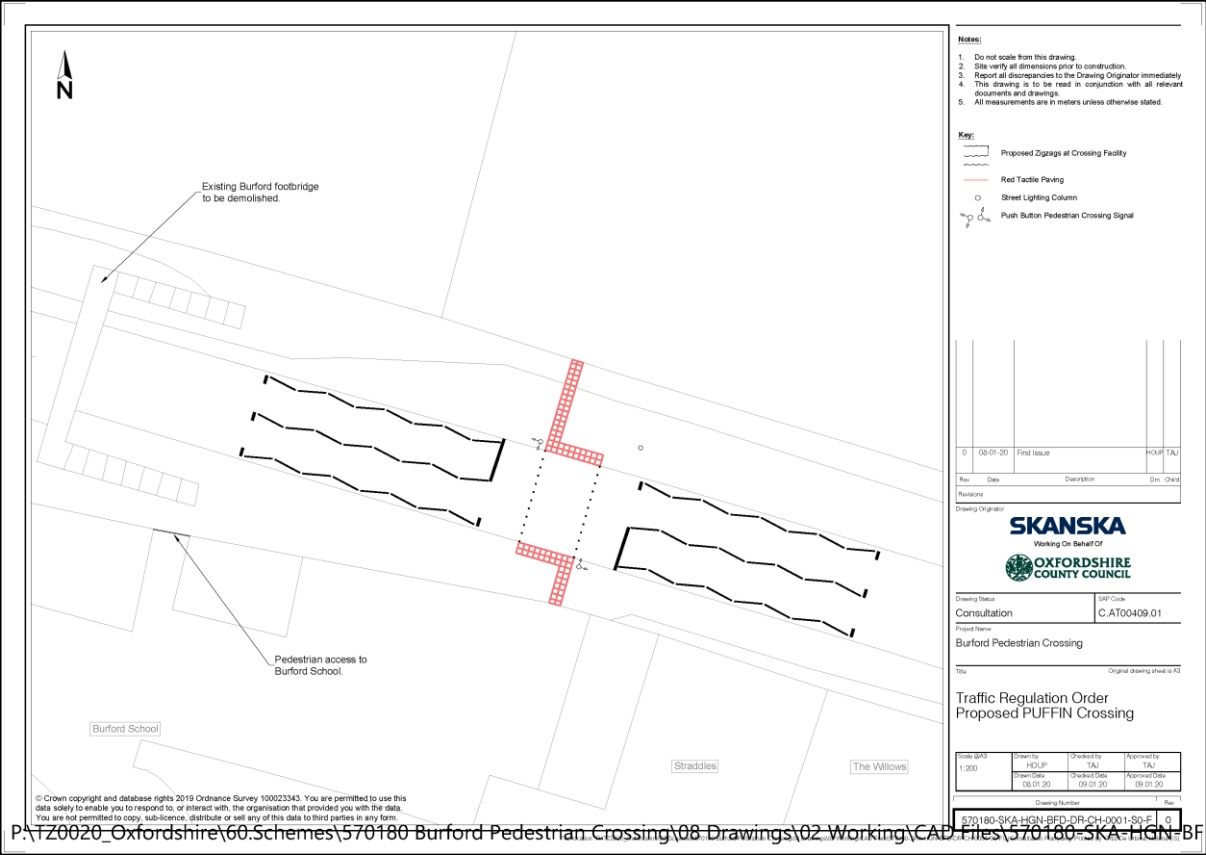 N
Existing Burford footbridge
to be demolished.
Pedestrian access to
Burford School.
Burford School
Straddles
The Willows
© Crown copyright and database rights 2019 Ordnance Survey 100023343. You are permitted to use this
data solely to enable you to respond to, or interact with, the organisation that provided you with the data.
You are not permitted to copy, sub-licence, distribute or sell any of this data to third parties in any form.
Notes:
1. Do not scale from this drawing.
2. Site verify all dimensions prior to construction.
3. Report all discrepancies to the Drawing Originator immediately
4. This drawing is to be read in conjunction with all relevant
documents and drawings.
5. All measurements are in meters unless otherwise stated.
Key:
Proposed Zigzags at Crossing Facility
Red Tactile Paving
Street Lighting Column
Push Button Pedestrian Crossing Signal
0 08-01-20 First Issue HOUP TAJ
Rev Date Description Drn Chk'd
Revisions
Drawing Originator
SKANSKA
Working On Behalf Of
OXFORDSHIRE
COUNTY COUNCIL
Drawing Status SAP Code
Consultation C.AT00409.01
Project Name
Burford Pedestrian Crossing
Title Original drawing sheet is A3
Traffic Regulation Order
Proposed PUFFIN Crossing
Scale @A3 Drawn by Checked by Approved by
1:200 HOUP TAJ TAJ
Drawn Date Checked Date Approved Date
08.01.20 09.01.20 09.01.20
Drawing Number Rev
570180-SKA-HGN-BFD-DR-CH-0001-S0-F 0
P:\TZ0020_Oxfordshire\60.Schemes\570180 Burford Pedestrian Crossing\08 Drawings\02 Working\CAD Files\570180-SKA-HGN-BF